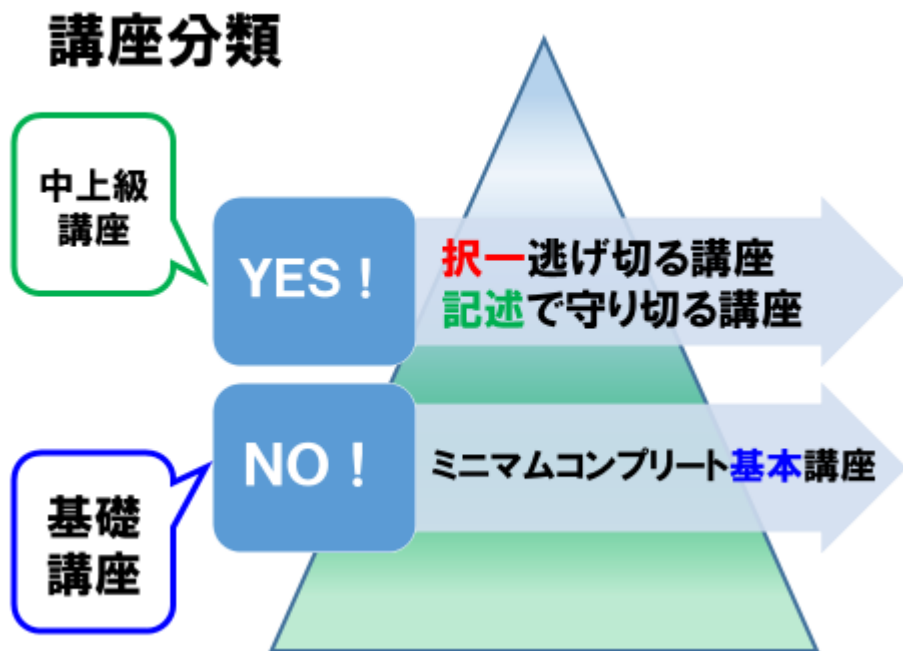 講座分類
中上級
講座
YES！
択一逃げ切る講座
記述で守り切る講座
NO！
ミニマムコンプリート基本講座
基礎
講座